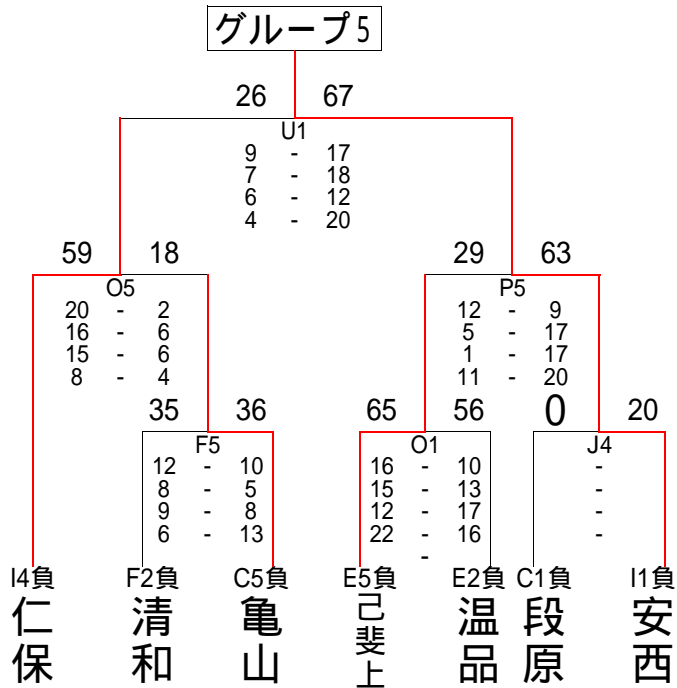 グループ5
26 67
U1
9 - 17
7 - 18
6 - 12
4 - 20
59 18 29 63
O5 P5
20 - 2 12 - 9
16 - 6 5 - 17
15 - 6 1 - 17
8 - 4 11 - 20
35 36 65 56 0 20
F5 O1 J4
12 - 10 16 - 10 -
8 - 5 15 - 13 -
9 - 8 12 - 17 -
6 - 13 22 - 16 -
-
I4負 F2負 C5負 E5負 E2負 C1負 I1負
仁保 清和 亀山 己斐上 温品 段原 安西